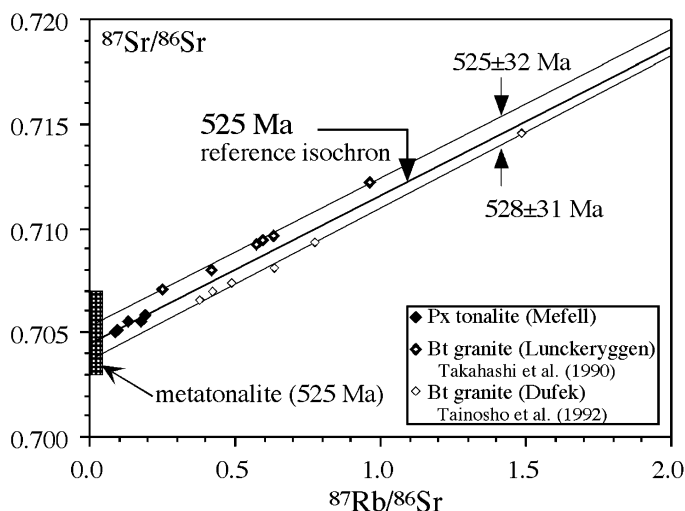 0.720
⁸⁷Sr/⁸⁶Sr
525±32 Ma
0.715
525 Ma
reference isochron
0.710
528±31 Ma
0.705
Px tonalite (Mefell)
Bt granite (Lunckeryggen)
Takahashi et al. (1990)
Bt granite (Dufek)
Tainosho et al. (1992)
metatonalite (525 Ma)
0.700
0.0 0.5 1.0 1.5 2.0
⁸⁷Rb/⁸⁶Sr